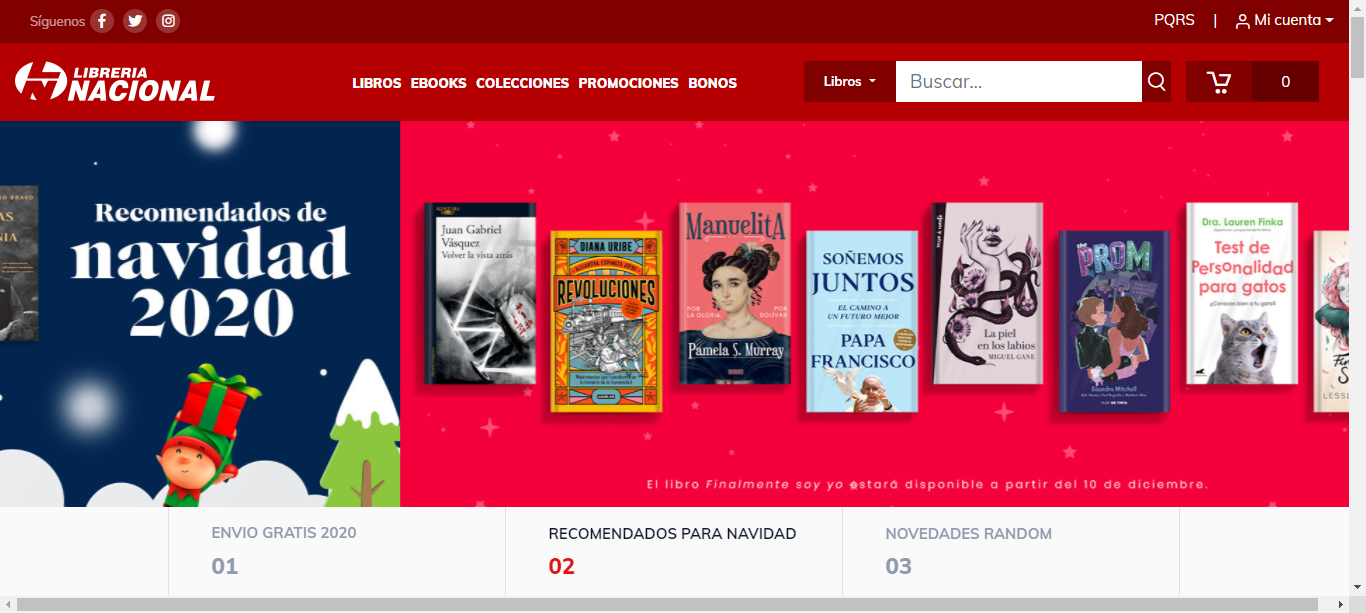 Síguenos
PQRS
|
Mi cuenta
LIBRERIA
NACIONAL
LIBROS
EBOOKS
COLECCIONES
PROMOCIONES
BONOS
Libros
Buscar...
0
Recomendados de
navidad
2020
Juan Gabriel
Vásquez
Volver la vista atrás
DIANA URIBE
REVOLUCIONES
ManuelitA
POR
LA GLORIA
POR
BOLÍVAR
Pamela S. Murray
DEBATE
SOÑEMOS
JUNTOS
EL CAMINO A
UN FUTURO MEJOR
PAPA
FRANCISCO
La piel
en los labios
MIGUEL GANE
the
PROM
Saundra Mitchell
Dra. Lauren Finka
Test de
Personalidad
para gatos
¿Conoces bien a tu gato?
El libro Finalmente soy yo estará disponible a partir del 10 de diciembre.
ENVIO GRATIS 2020
01
RECOMENDADOS PARA NAVIDAD
02
NOVEDADES RANDOM
03